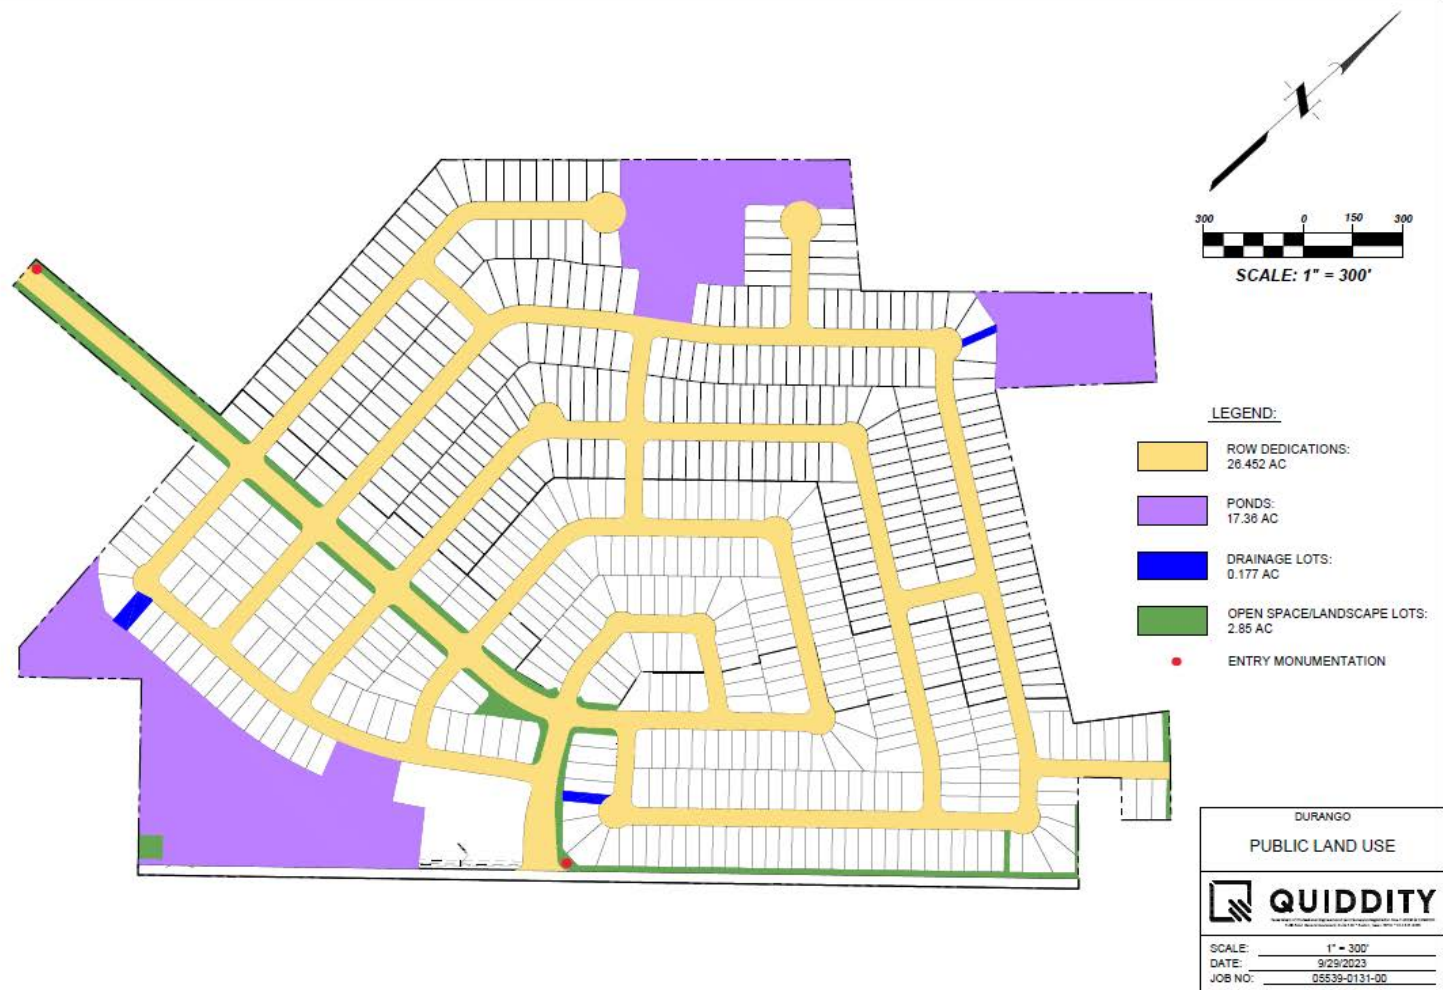 300
0
150
300
SCALE: 1" = 300'
LEGEND:
ROW DEDICATIONS:
26.452 AC
PONDS:
17.36 AC
DRAINAGE LOTS:
0.177 AC
OPEN SPACE/LANDSCAPE LOTS:
2.85 AC
ENTRY MONUMENTATION
DURANGO
PUBLIC LAND USE
QUIDDITY
SCALE: 1" = 300'
DATE: 9/29/2023
JOB NO: 05539-0131-00